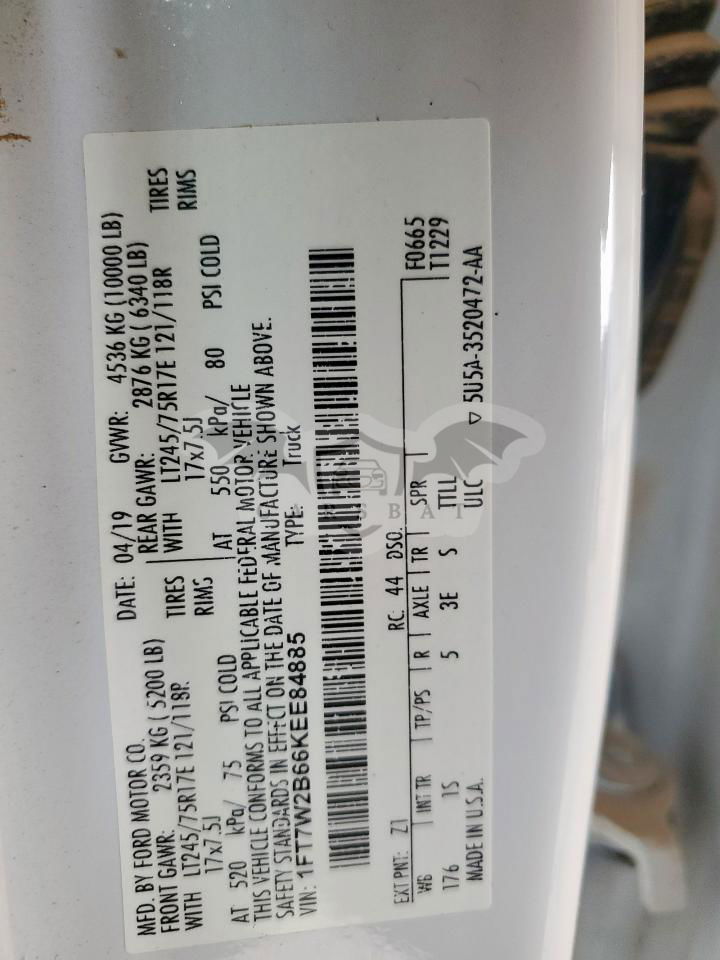 MFD. BY FORD MOTOR CO.
DATE: 04/19 GVWR: 4536 KG (10000 LB)
FRONT GAWR: 2359 KG ( 5200 LB) REAR GAWR: 2876 KG ( 6340 LB)
WITH LT245/75R17E 121/118R TIRES WITH LT245/75R17E 121/118R TIRES
17x7.5J RIMS 17x7.5J RIMS
AT 520 kPa/ 75 PSI COLD AT 550 kPa/ 80 PSI COLD
THIS VEHICLE CONFORMS TO ALL APPLICABLE FEDERAL MOTOR VEHICLE
SAFETY STANDARDS IN EFFECT ON THE DATE OF MANUFACTURE SHOWN ABOVE.
VIN: 1FT7W2B66KEE84885 TYPE: Truck
EXT PNT: Z1 RC: 44 DSO: F0665
WB INT TR TP/PS R AXLE TR SPR T1229
176 IS 5 3E S TTLL
MADE IN U.S.A. ULC ▽ 5U5A-3520472-AA